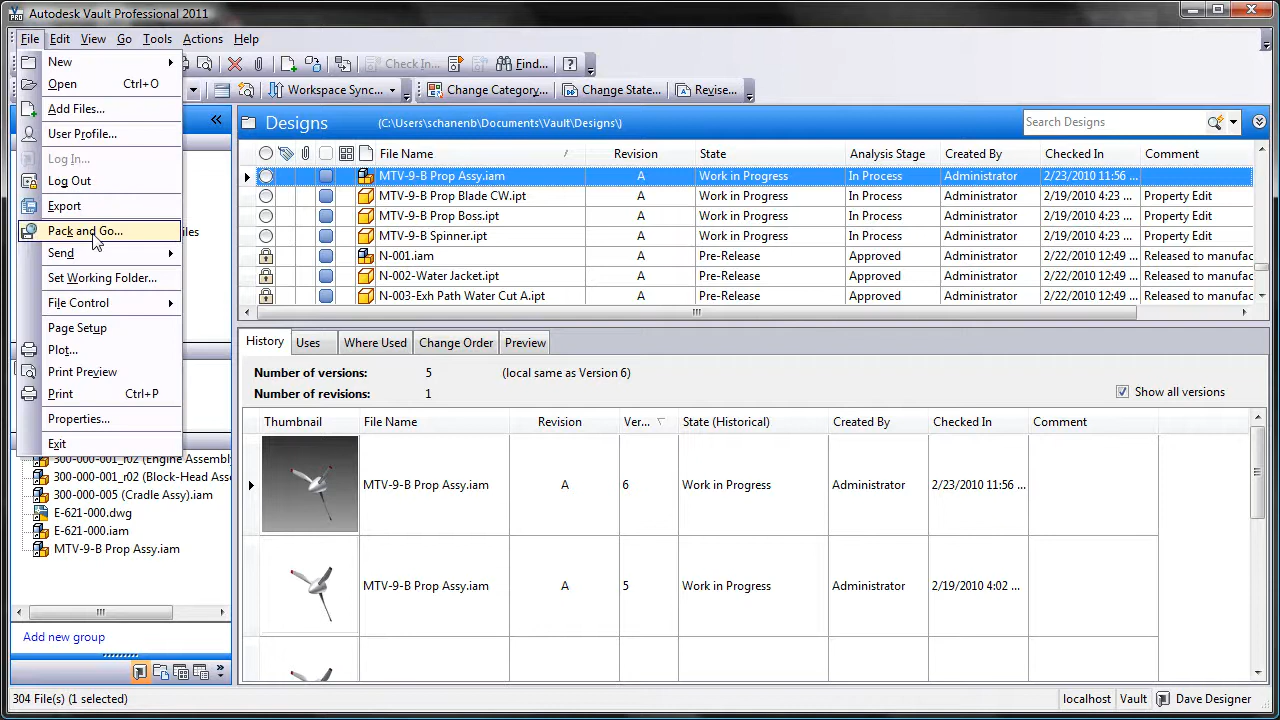 Autodesk Vault Professional 2011
File Edit View Go Tools Actions Help
Check In... Find...
Workspace Sync... Change Category... Change State... Revise...
New
Open Ctrl+O
Add Files...
User Profile...
Log In...
Log Out
Export
Pack and Go...
Send
Set Working Folder...
File Control
Page Setup
Plot...
Print Preview
Print Ctrl+P
Properties...
Exit
300-000-001_r02 (Engine Assembly
300-000-001_r02 (Block-Head Asse
300-000-005 (Cradle Assy).iam
E-621-000.dwg
E-621-000.iam
MTV-9-B Prop Assy.iam
Add new group
Designs (C:\Users\schanenb\Documents\Vault\Designs\) Search Designs
File Name Revision State Analysis Stage Created By Checked In Comment
MTV-9-B Prop Assy.iam A Work in Progress In Process Administrator 2/23/2010 11:56 ...
MTV-9-B Prop Blade CW.ipt A Work in Progress In Process Administrator 2/19/2010 4:23 ... Property Edit
MTV-9-B Prop Boss.ipt A Work in Progress In Process Administrator 2/19/2010 4:23 ... Property Edit
MTV-9-B Spinner.ipt A Work in Progress In Process Administrator 2/19/2010 4:23 ... Property Edit
N-001.iam A Pre-Release Approved Administrator 2/22/2010 12:49 ... Released to manufac
N-002-Water Jacket.ipt A Pre-Release Approved Administrator 2/22/2010 12:49 ... Released to manufac
N-003-Exh Path Water Cut A.ipt A Pre-Release Approved Administrator 2/22/2010 12:49 ... Released to manufac
History Uses Where Used Change Order Preview
Number of versions: 5 (local same as Version 6)
Number of revisions: 1 Show all versions
Thumbnail File Name Revision Ver... State (Historical) Created By Checked In Comment
MTV-9-B Prop Assy.iam A 6 Work in Progress Administrator 2/23/2010 11:56 ...
MTV-9-B Prop Assy.iam A 5 Work in Progress Administrator 2/19/2010 4:02 ...
304 File(s) (1 selected) localhost Vault Dave Designer